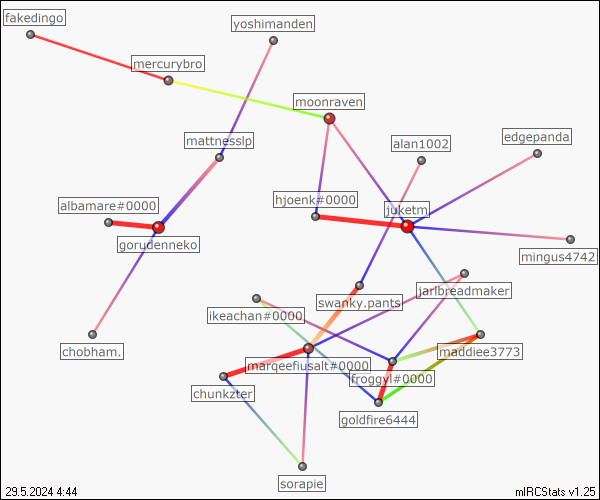 fakedingo
yoshimanden
mercurybro
moonraven
alan1002
edgepanda
mattnesslp
albamare#0000
hjoenk#0000
juketm
gorudenneko
mingus4742
jarlbreadmaker
swanky.pants
ikeachan#0000
chobham.
maddiee3773
marqeefiusalt#0000
froggyl#0000
chunkzter
goldfire6444
sorapie
29.5.2024 4:44
mIRCStats v1.25